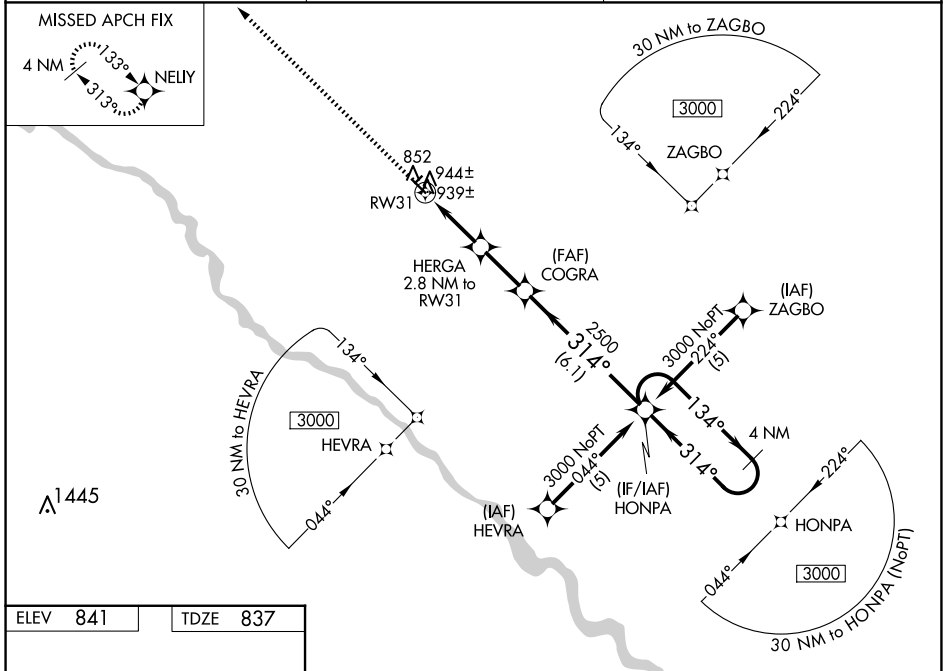 MISSED APCH FIX
4 NM
133°
NELIY
313°
30 NM to ZAGBO
3000
134°
224°
ZAGBO
852
944±
939±
RW31
HERGA
2.8 NM to
RW31
(FAF)
COGRA
(IAF)
ZAGBO
3000 NoPT
224°
(5)
2500
314°
(6.1)
134°
4 NM
314°
30 NM to HEVRA
134°
3000
HEVRA
044°
3000 NoPT
044°
(5)
(IAF)
HEVRA
(IF/IAF)
HONPA
224°
HONPA
044°
3000
30 NM to HONPA (NoPT)
1445
ELEV 841
TDZE 837